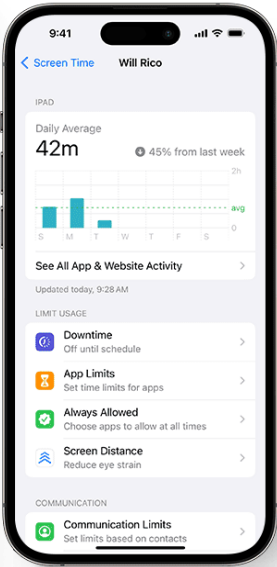 9:41
Screen Time
Will Rico
IPAD
Daily Average
42m
45% from last week
2h
avg
0
S M T W T F S
See All App & Website Activity
Updated today, 9:28 AM
LIMIT USAGE
Downtime
Off until schedule
App Limits
Set time limits for apps
Always Allowed
Choose apps to allow at all times
Screen Distance
Reduce eye strain
COMMUNICATION
Communication Limits
Set limits based on contacts